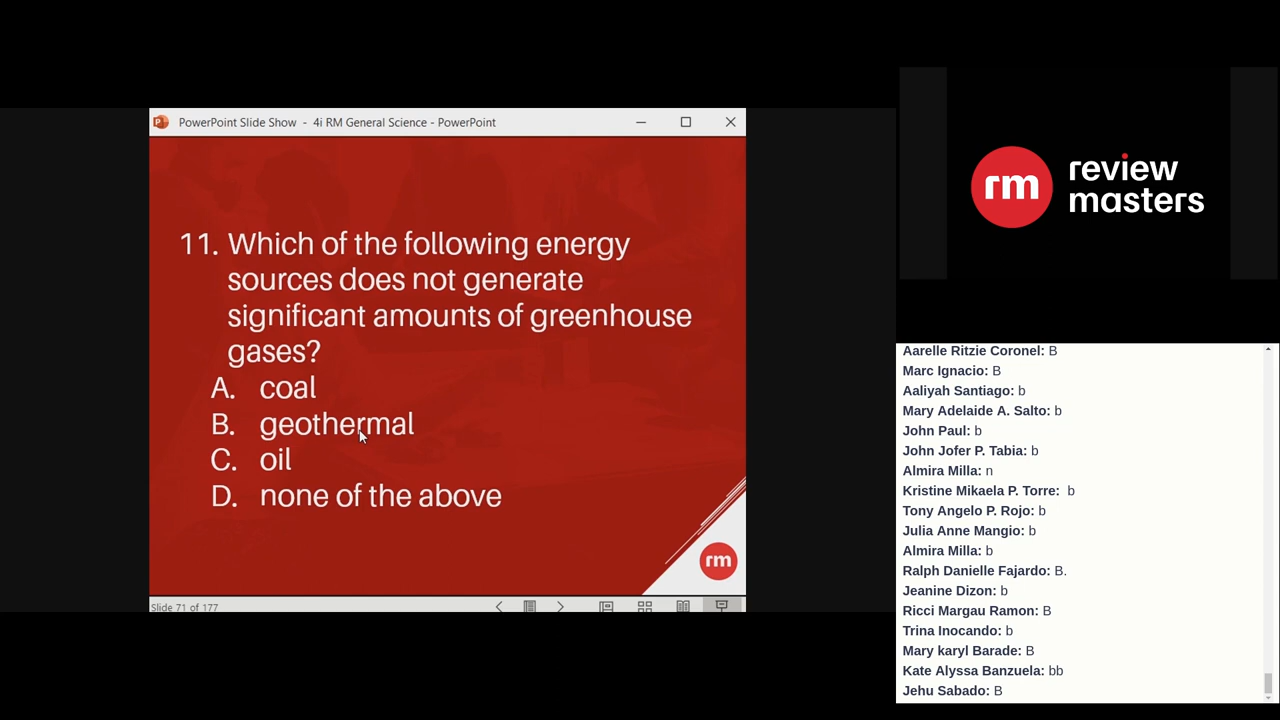 PowerPoint Slide Show - 4i RM General Science - PowerPoint
11. Which of the following energy
sources does not generate
significant amounts of greenhouse
gases?
A. coal
B. geothermal
C. oil
D. none of the above
rm
Slide 71 of 177
rm review
masters
Aarelle Ritzie Coronel: B
Marc Ignacio: B
Aaliyah Santiago: b
Mary Adelaide A. Salto: b
John Paul: b
John Jofer P. Tabia: b
Almira Milla: n
Kristine Mikaela P. Torre: b
Tony Angelo P. Rojo: b
Julia Anne Mangio: b
Almira Milla: b
Ralph Danielle Fajardo: B.
Jeanine Dizon: b
Ricci Margau Ramon: B
Trina Inocando: b
Mary karyl Barade: B
Kate Alyssa Banzuela: bb
Jehu Sabado: B